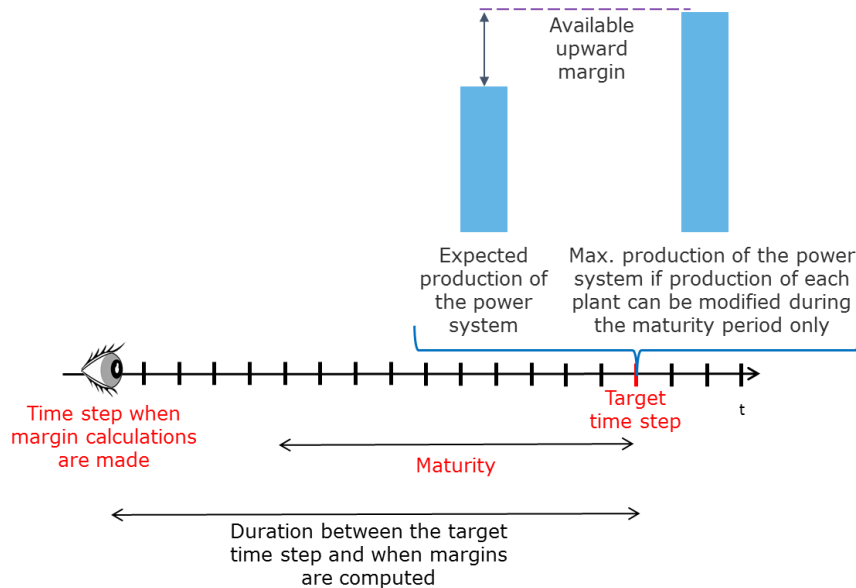 Available
upward
margin
Expected
production of
the power
system
Max. production of the power
system if production of each
plant can be modified during
the maturity period only
Time step when
margin calculations
are made
Target
time step
t
Maturity
Duration between the target
time step and when margins
are computed